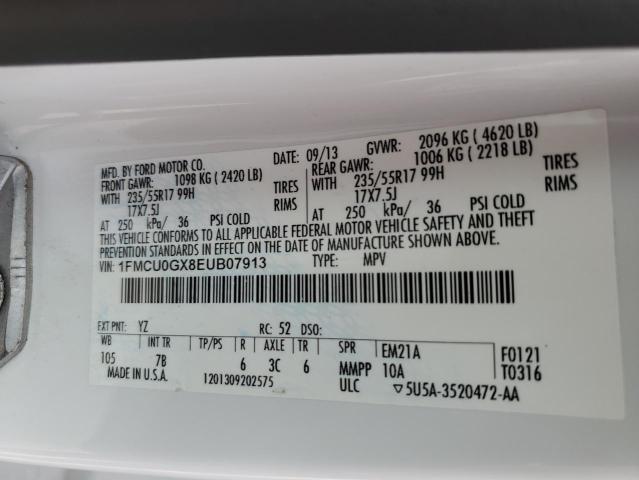 MFD. BY FORD MOTOR CO.
DATE: 09/13 GVWR: 2096 KG ( 4620 LB)
FRONT GAWR: 1098 KG ( 2420 LB) REAR GAWR: 1006 KG ( 2218 LB)
WITH 235/55R17 99H TIRES WITH 235/55R17 99H TIRES
17X7.5J RIMS 17X7.5J RIMS
AT 250 kPa/ 36 PSI COLD AT 250 kPa/ 36 PSI COLD
THIS VEHICLE CONFORMS TO ALL APPLICABLE FEDERAL MOTOR VEHICLE SAFETY AND THEFT
PREVENTION STANDARDS IN EFFECT ON THE DATE OF MANUFACTURE SHOWN ABOVE.
VIN: 1FMCU0GX8EUB07913 TYPE: MPV
EXT PNT: YZ RC: 52 DSO:
WB INT TR TP/PS R AXLE TR SPR EM21A F0121
105 7B 6 3C 6 MMPP 10A T0316
MADE IN U.S.A. 1201309202575 ULC ▽5U5A-3520472-AA